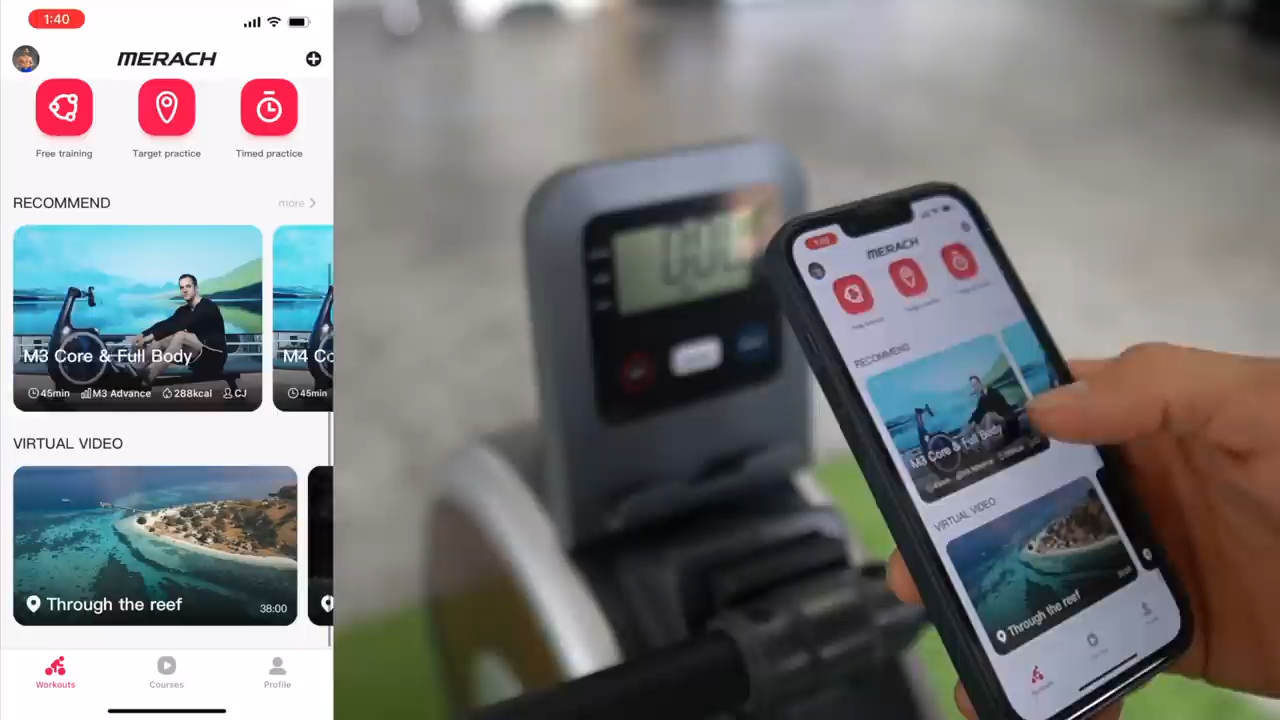 1:40
MERACH
Free training
Target practice
Timed practice
RECOMMEND
more
M3 Core & Full Body
45min
M3 Advance
288kcal
CJ
M4 Co
45min
VIRTUAL VIDEO
Through the reef
38:00
Workouts
Courses
Profile
MERACH
RECOMMEND
M3 Core & Full Body
VIRTUAL VIDEO
Through the reef